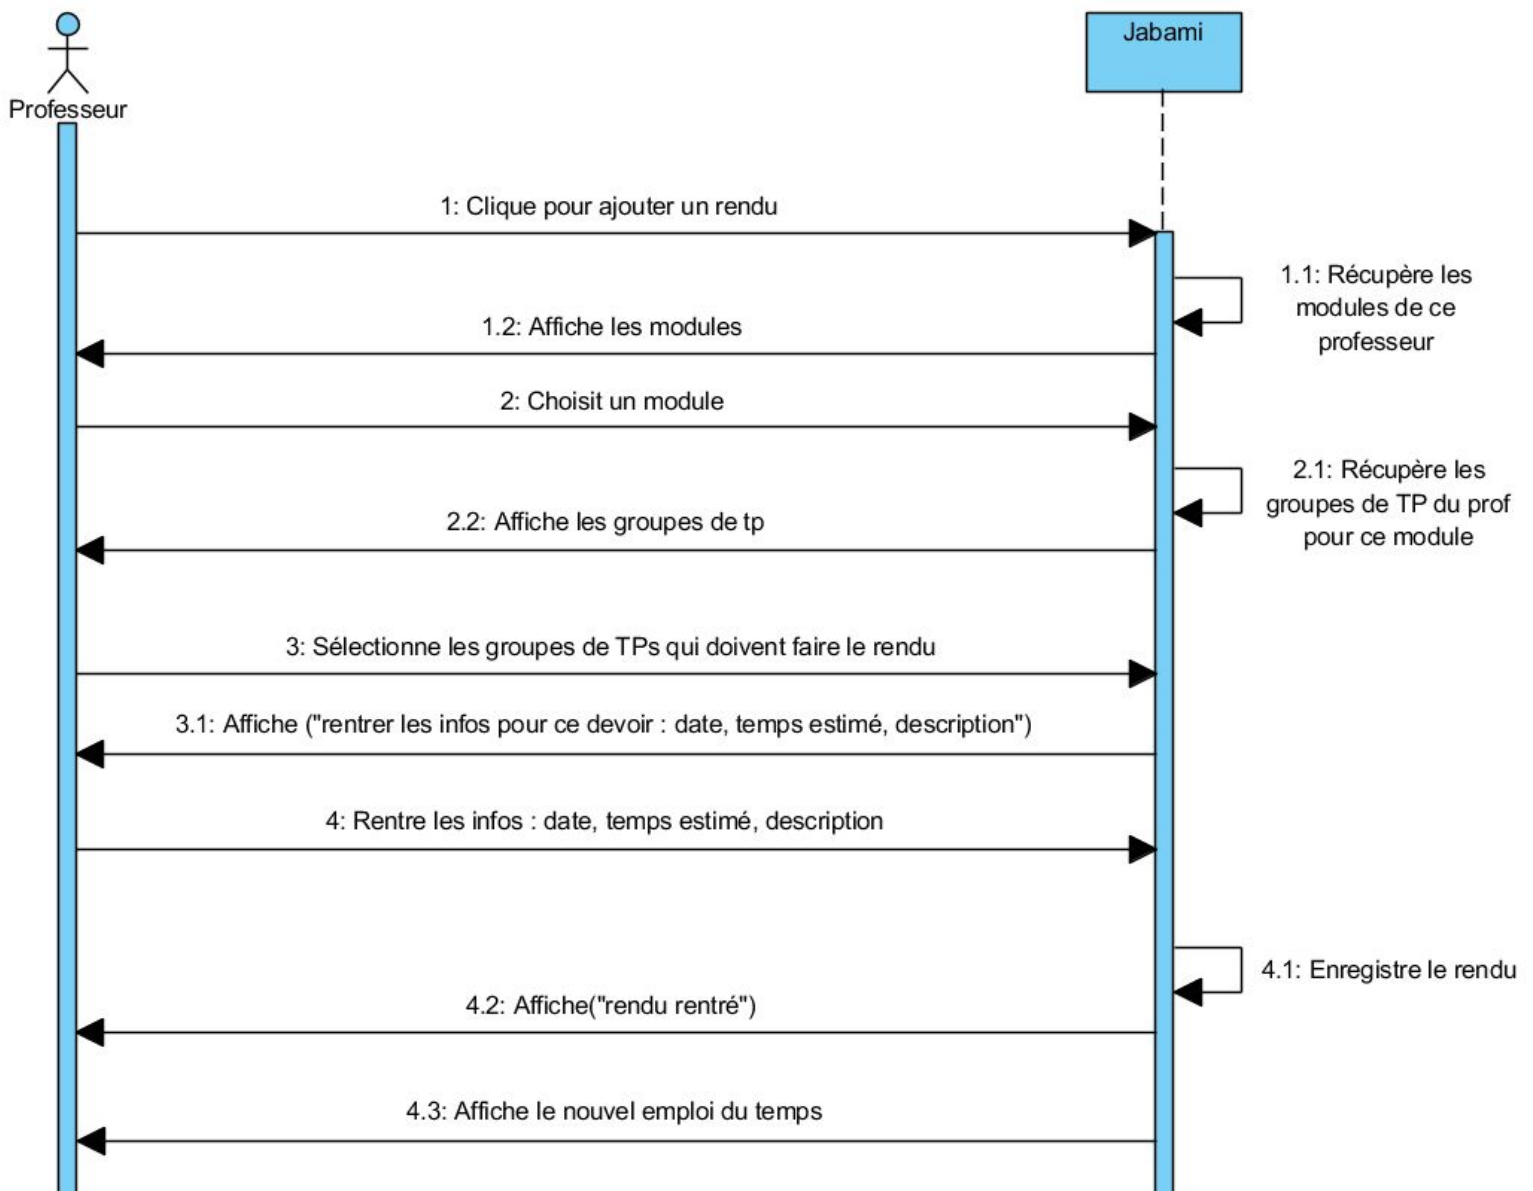 Jabami
Professeur
1: Clique pour ajouter un rendu
1.1: Récupère les
modules de ce
professeur
1.2: Affiche les modules
2: Choisit un module
2.1: Récupère les
groupes de TP du prof
pour ce module
2.2: Affiche les groupes de tp
3: Sélectionne les groupes de TPs qui doivent faire le rendu
3.1: Affiche ("rentrer les infos pour ce devoir : date, temps estimé, description")
4: Rentre les infos : date, temps estimé, description
4.1: Enregistre le rendu
4.2: Affiche("rendu rentré")
4.3: Affiche le nouvel emploi du temps